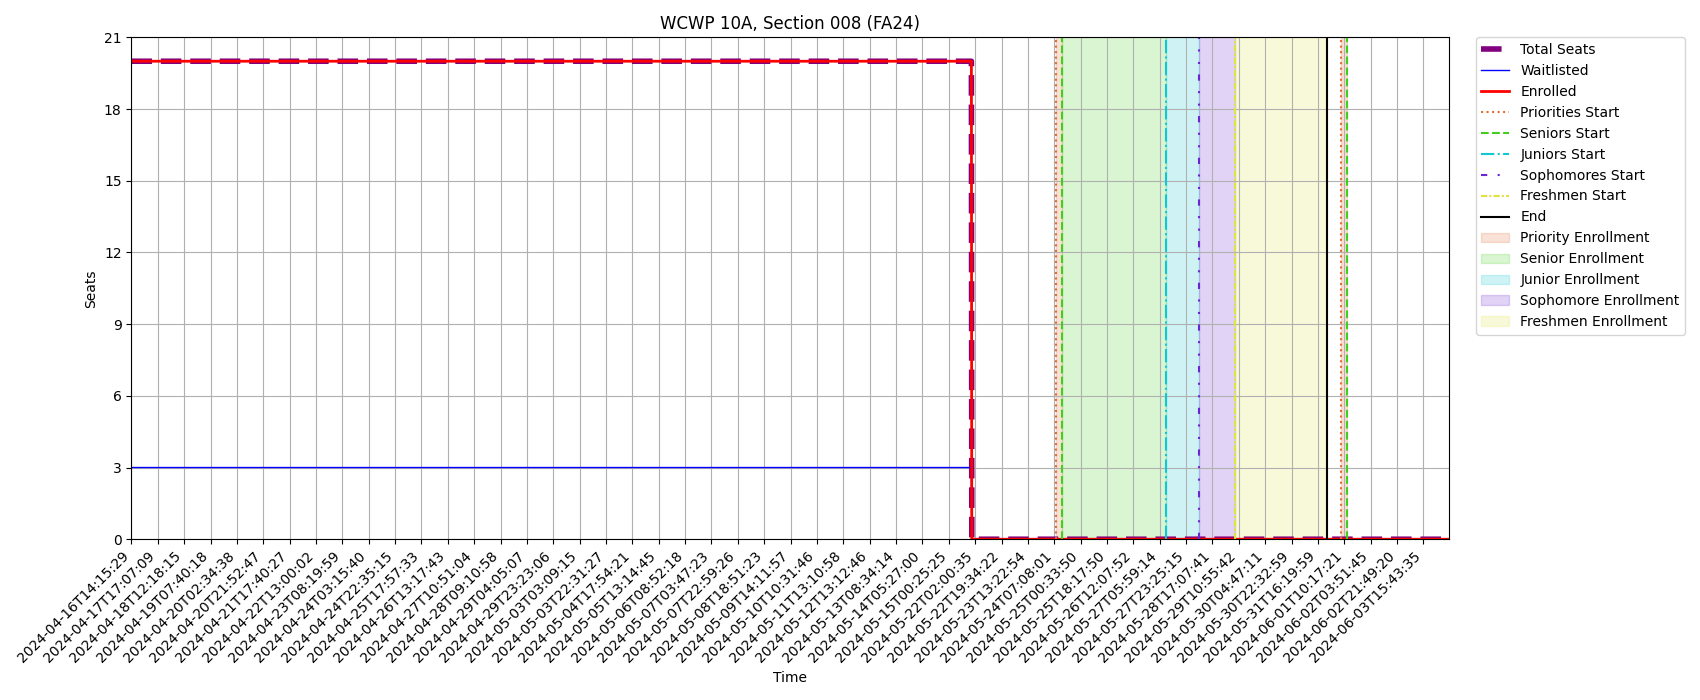 WCWP 10A, Section 008 (FA24)
21
18
15
12
9
6
3
0
Seats
2024-04-16T14:15:29
2024-04-17T17:07:09
2024-04-18T12:18:15
2024-04-19T07:40:18
2024-04-20T02:34:38
2024-04-20T21:52:47
2024-04-21T17:40:27
2024-04-22T13:00:02
2024-04-23T08:19:59
2024-04-24T03:15:40
2024-04-24T22:35:15
2024-04-25T17:57:33
2024-04-26T13:17:43
2024-04-27T10:51:04
2024-04-28T09:10:58
2024-04-29T04:05:07
2024-04-29T23:23:06
2024-05-03T03:09:15
2024-05-03T22:31:27
2024-05-04T17:54:21
2024-05-05T13:14:45
2024-05-06T08:52:18
2024-05-07T03:47:23
2024-05-07T22:59:26
2024-05-08T18:51:23
2024-05-09T14:11:57
2024-05-10T10:31:46
2024-05-11T13:10:58
2024-05-12T13:12:46
2024-05-13T08:34:14
2024-05-14T05:27:00
2024-05-15T00:25:25
2024-05-22T02:00:35
2024-05-22T19:34:22
2024-05-23T13:22:54
2024-05-24T07:08:01
2024-05-25T00:33:50
2024-05-25T18:17:50
2024-05-26T12:07:52
2024-05-27T05:59:14
2024-05-27T23:25:15
2024-05-28T17:07:41
2024-05-29T10:55:42
2024-05-30T04:47:11
2024-05-30T22:32:59
2024-05-31T16:19:59
2024-06-01T10:17:21
2024-06-02T03:51:45
2024-06-02T21:49:20
2024-06-03T15:43:35
Time
Total Seats
Waitlisted
Enrolled
Priorities Start
Seniors Start
Juniors Start
Sophomores Start
Freshmen Start
End
Priority Enrollment
Senior Enrollment
Junior Enrollment
Sophomore Enrollment
Freshmen Enrollment